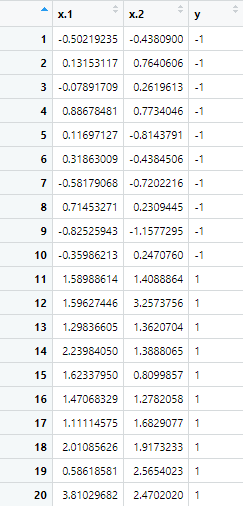 x.1 x.2 y
1 -0.50219235 -0.4380900 -1
2 0.13153117 0.7640606 -1
3 -0.07891709 0.2619613 -1
4 0.88678481 0.7734046 -1
5 0.11697127 -0.8143791 -1
6 0.31863009 -0.4384506 -1
7 -0.58179068 -0.7202216 -1
8 0.71453271 0.2309445 -1
9 -0.82525943 -1.1577295 -1
10 -0.35986213 0.2470760 -1
11 1.58988614 1.4088864 1
12 1.59627446 3.2573756 1
13 1.29836605 1.3620704 1
14 2.23984050 1.3888065 1
15 1.62337950 0.8099857 1
16 1.47068329 1.2782058 1
17 1.11114575 1.6829077 1
18 2.01085626 1.9173233 1
19 0.58618581 2.5654023 1
20 3.81029682 2.4702020 1